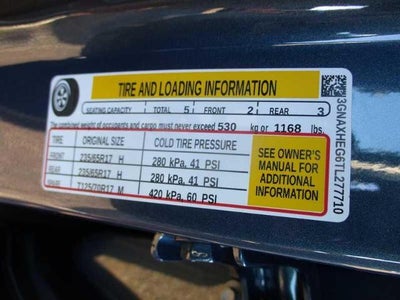 TIRE AND LOADING INFORMATION
SEATING CAPACITY TOTAL 5 FRONT 2 REAR 3
The combined weight of occupants and cargo must never exceed 530 kg or 1168 lbs.
TIRE ORIGINAL SIZE COLD TIRE PRESSURE
FRONT 235/65R17 H 280 kPa, 41 PSI
REAR 235/65R17 H 280 kPa, 41 PSI
SPARE T125/70R17 M 420 kPa, 60 PSI
SEE OWNER'S
MANUAL FOR
ADDITIONAL
INFORMATION
3GNAXHEG6TL277710